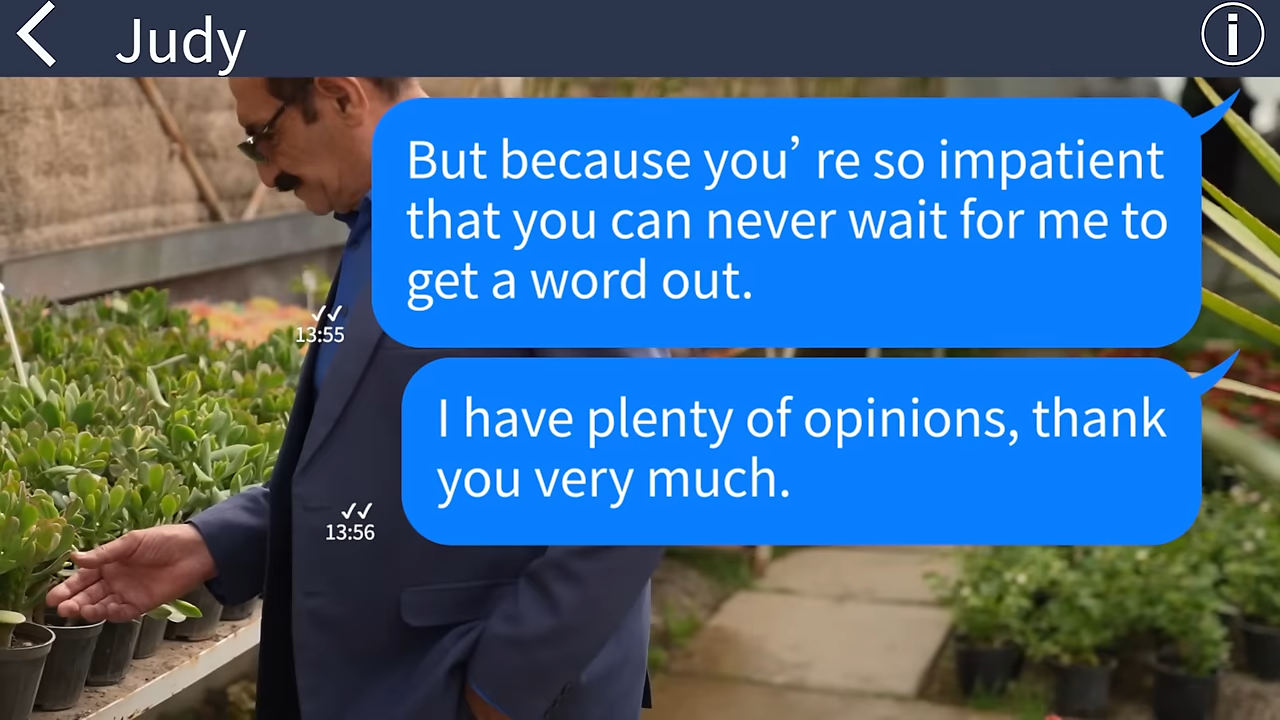 Judy
But because you’ re so impatient
that you can never wait for me to
get a word out.
13:55
I have plenty of opinions, thank
you very much.
13:56